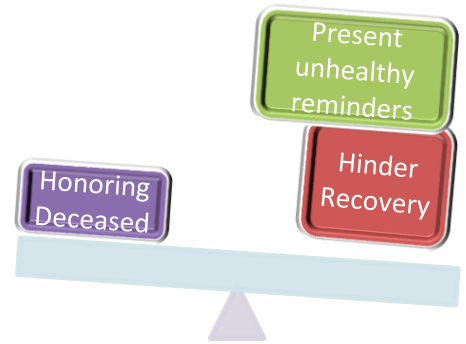 Present
unhealthy
reminders
Hinder
Recovery
Honoring
Deceased